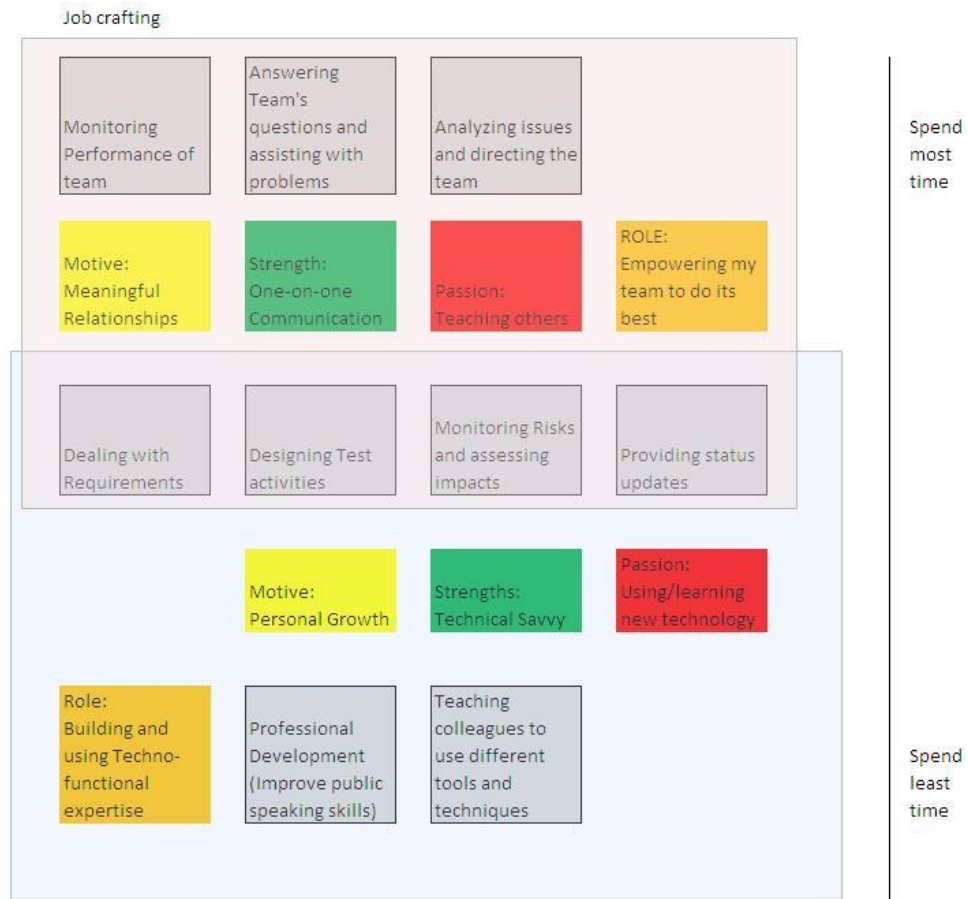 Job crafting
Monitoring
Performance of
team
Answering
Team's
questions and
assisting with
problems
Analyzing issues
and directing the
team
Spend
most
time
Motive:
Meaningful
Relationships
Strength:
One-on-one
Communication
Passion:
Teaching others
ROLE:
Empowering my
team to do its
best
Dealing with
Requirements
Designing Test
activities
Monitoring Risks
and assessing
impacts
Providing status
updates
Motive:
Personal Growth
Strengths:
Technical Savvy
Passion:
Using/learning
new technology
Role:
Building and
using Techno-
functional
expertise
Professional
Development
(Improve public
speaking skills)
Teaching
colleagues to
use different
tools and
techniques
Spend
least
time